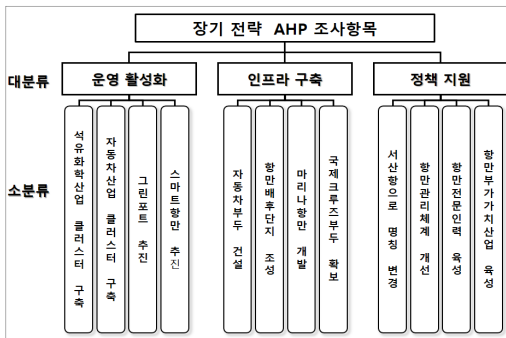 장기 전략 AHP 조사항목
대분류
운영 활성화
인프라 구축
정책 지원
소분류
석유화학산업 클러스터 구축
자동차산업 클러스터 구축
그린포트 추진
스마트항만 추진
자동차부두 건설
항만배후단지 조성
마리나항만 개발
국제크루즈부두 확보
서산항으로 명칭 변경
항만관리체계 개선
항만전문인력 육성
항만부가가치산업 육성